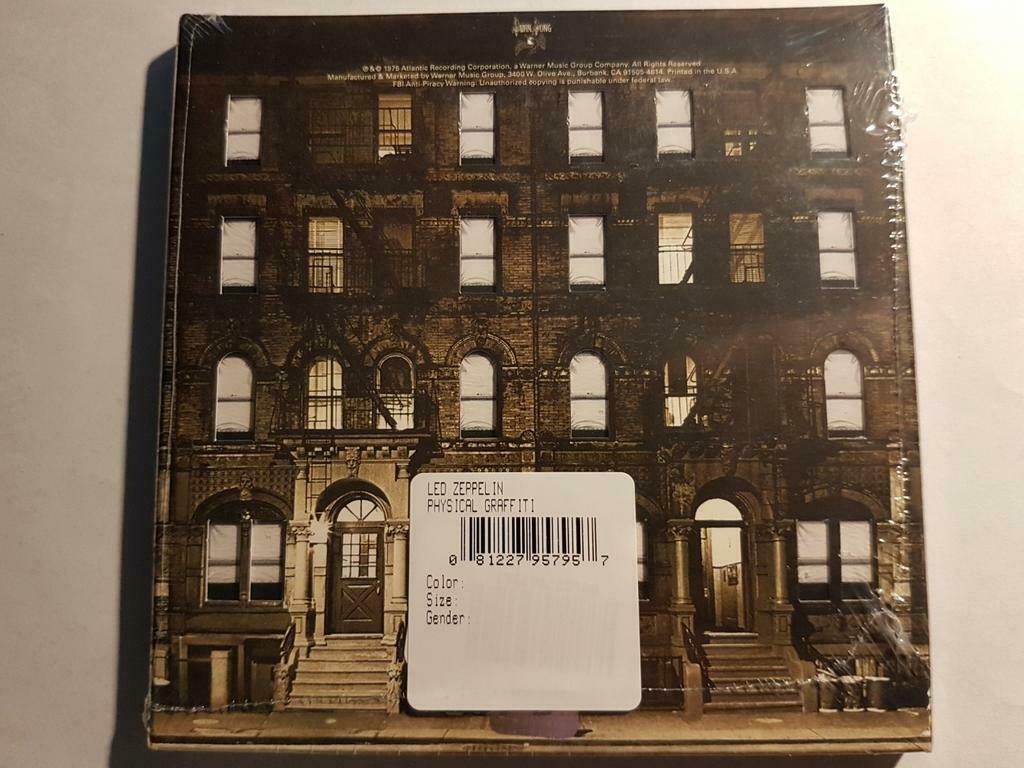 SWAN SONG
℗ & © 1975 Atlantic Recording Corporation, a Warner Music Group Company. All Rights Reserved
Manufactured & Marketed by Warner Music Group, 3400 W. Olive Ave., Burbank, CA 91505-4614. Printed in the U.S.A
FBI Anti-Piracy Warning: Unauthorized copying is punishable under federal law.
LED ZEPPELIN
PHYSICAL GRAFFITI
0 81227 95795 7
Color:
Size:
Gender: